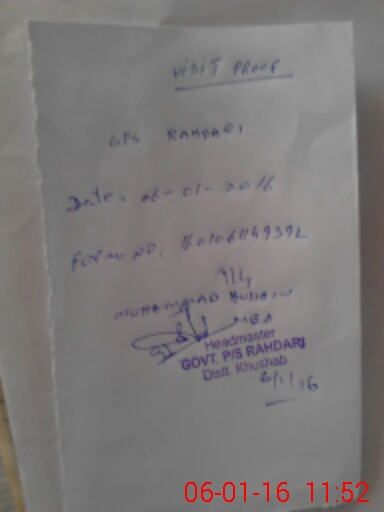 VISIT PROOF
GPS RAHDARI
Date: 06-01-2016
FORM NO,
MUHAMMAD HUSSAIN
MEA
Headmaster
GOVT. P/S RAHDARI
Distt. Khushab
6/1/16
06-01-16 11:52